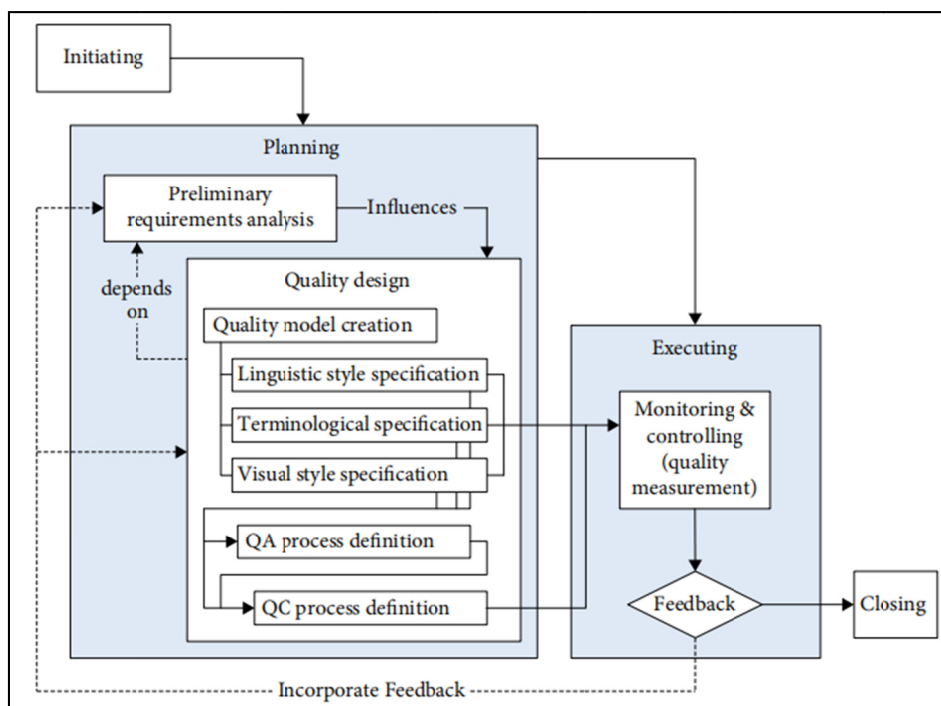 Initiating
Planning
Preliminary
requirements analysis
Influences
depends
on
Quality design
Quality model creation
Linguistic style specification
Terminological specification
Visual style specification
QA process definition
QC process definition
Executing
Monitoring &
controlling
(quality
measurement)
Feedback
Closing
Incorporate Feedback